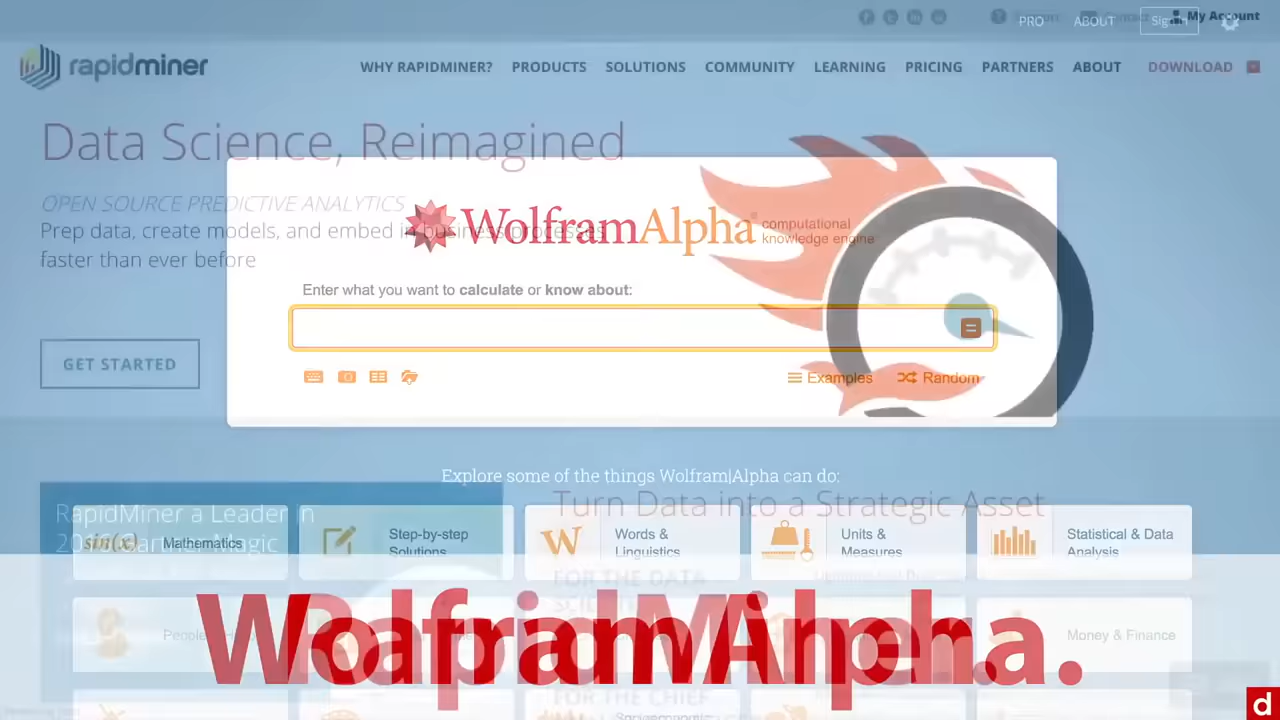 PRO ABOUT My Account
rapidminer WHY RAPIDMINER? PRODUCTS SOLUTIONS COMMUNITY LEARNING PRICING PARTNERS ABOUT DOWNLOAD
Data Science, Reimagined
OPEN SOURCE PREDICTIVE ANALYTICS
Prep data, create models, and embed in business processes
faster than ever before
WolframAlpha computational
knowledge engine
Enter what you want to calculate or know about:
GET STARTED
Examples Random
Explore some of the things Wolfram|Alpha can do:
Turn Data into a Strategic Asset
RapidMiner a Leader in
Magic
sin(x) Mathematics
Step-by-step
Solutions
W Words &
Linguistics
Units &
Measures
Statistical & Data
Analysis
FOR THE DATA
Money & Finance
WolframAlpha.
RapidMiner.
FOR THE CHIEF
d